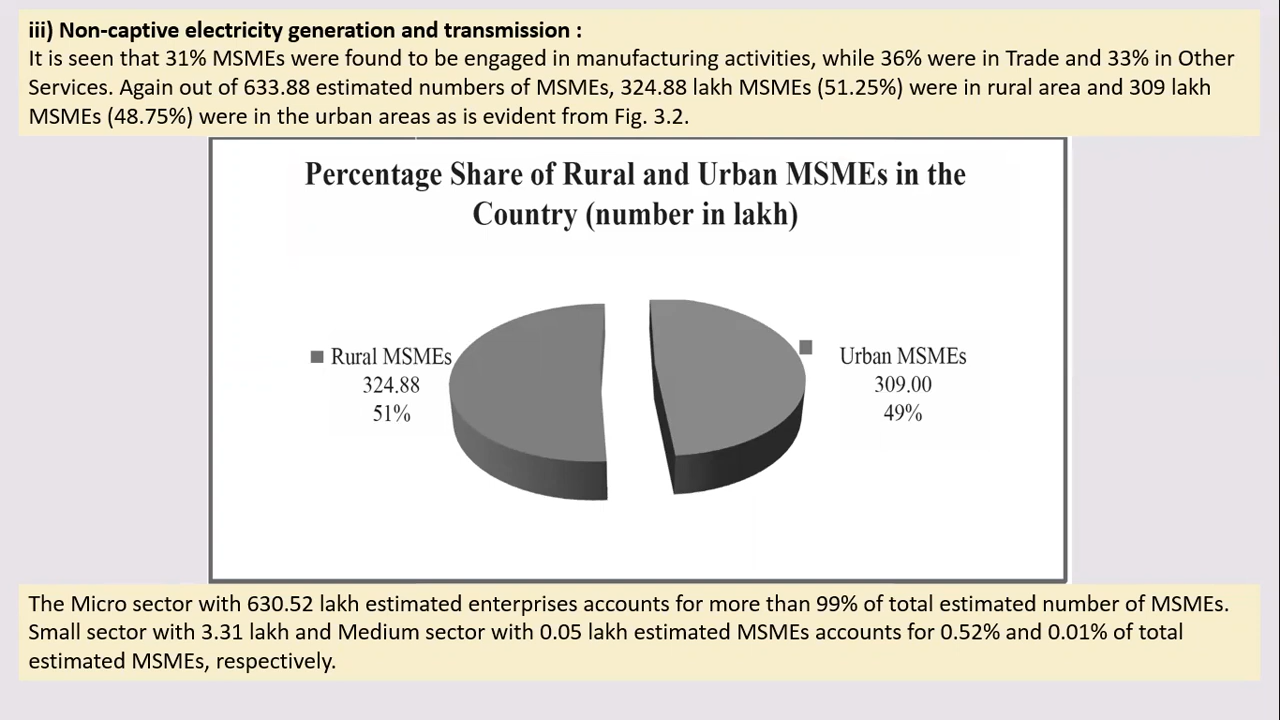 iii) Non-captive electricity generation and transmission :
It is seen that 31% MSMEs were found to be engaged in manufacturing activities, while 36% were in Trade and 33% in Other
Services. Again out of 633.88 estimated numbers of MSMEs, 324.88 lakh MSMEs (51.25%) were in rural area and 309 lakh
MSMEs (48.75%) were in the urban areas as is evident from Fig. 3.2.
Percentage Share of Rural and Urban MSMEs in the
Country (number in lakh)
Rural MSMEs
324.88
51%
Urban MSMEs
309.00
49%
The Micro sector with 630.52 lakh estimated enterprises accounts for more than 99% of total estimated number of MSMEs.
Small sector with 3.31 lakh and Medium sector with 0.05 lakh estimated MSMEs accounts for 0.52% and 0.01% of total
estimated MSMEs, respectively.